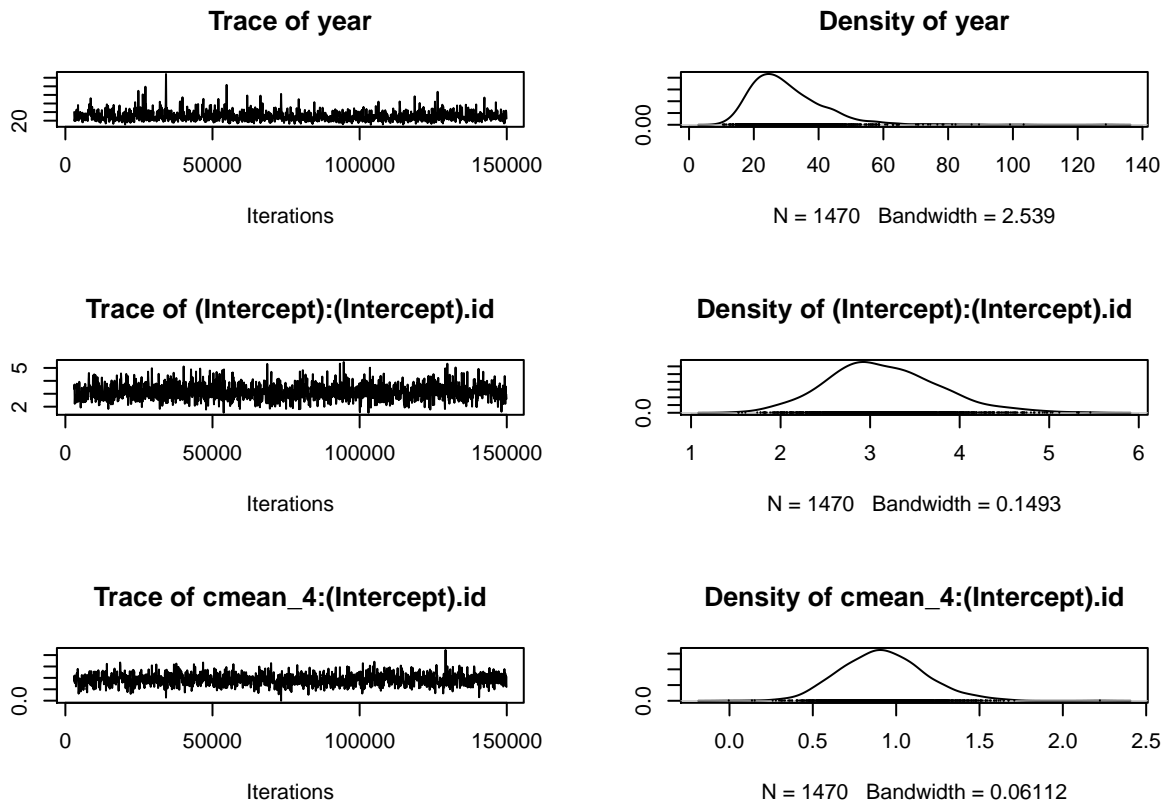 Trace of year
20
0 50000 100000 150000
Iterations
Density of year
0.00
0 20 40 60 80 100 120 140
N = 1470 Bandwidth = 2.539
Trace of (Intercept):(Intercept).id
5
2
0 50000 100000 150000
Iterations
Density of (Intercept):(Intercept).id
0.0
1 2 3 4 5 6
N = 1470 Bandwidth = 0.1493
Trace of cmean_4:(Intercept).id
0.0
0 50000 100000 150000
Iterations
Density of cmean_4:(Intercept).id
0.0
0.0 0.5 1.0 1.5 2.0 2.5
N = 1470 Bandwidth = 0.06112